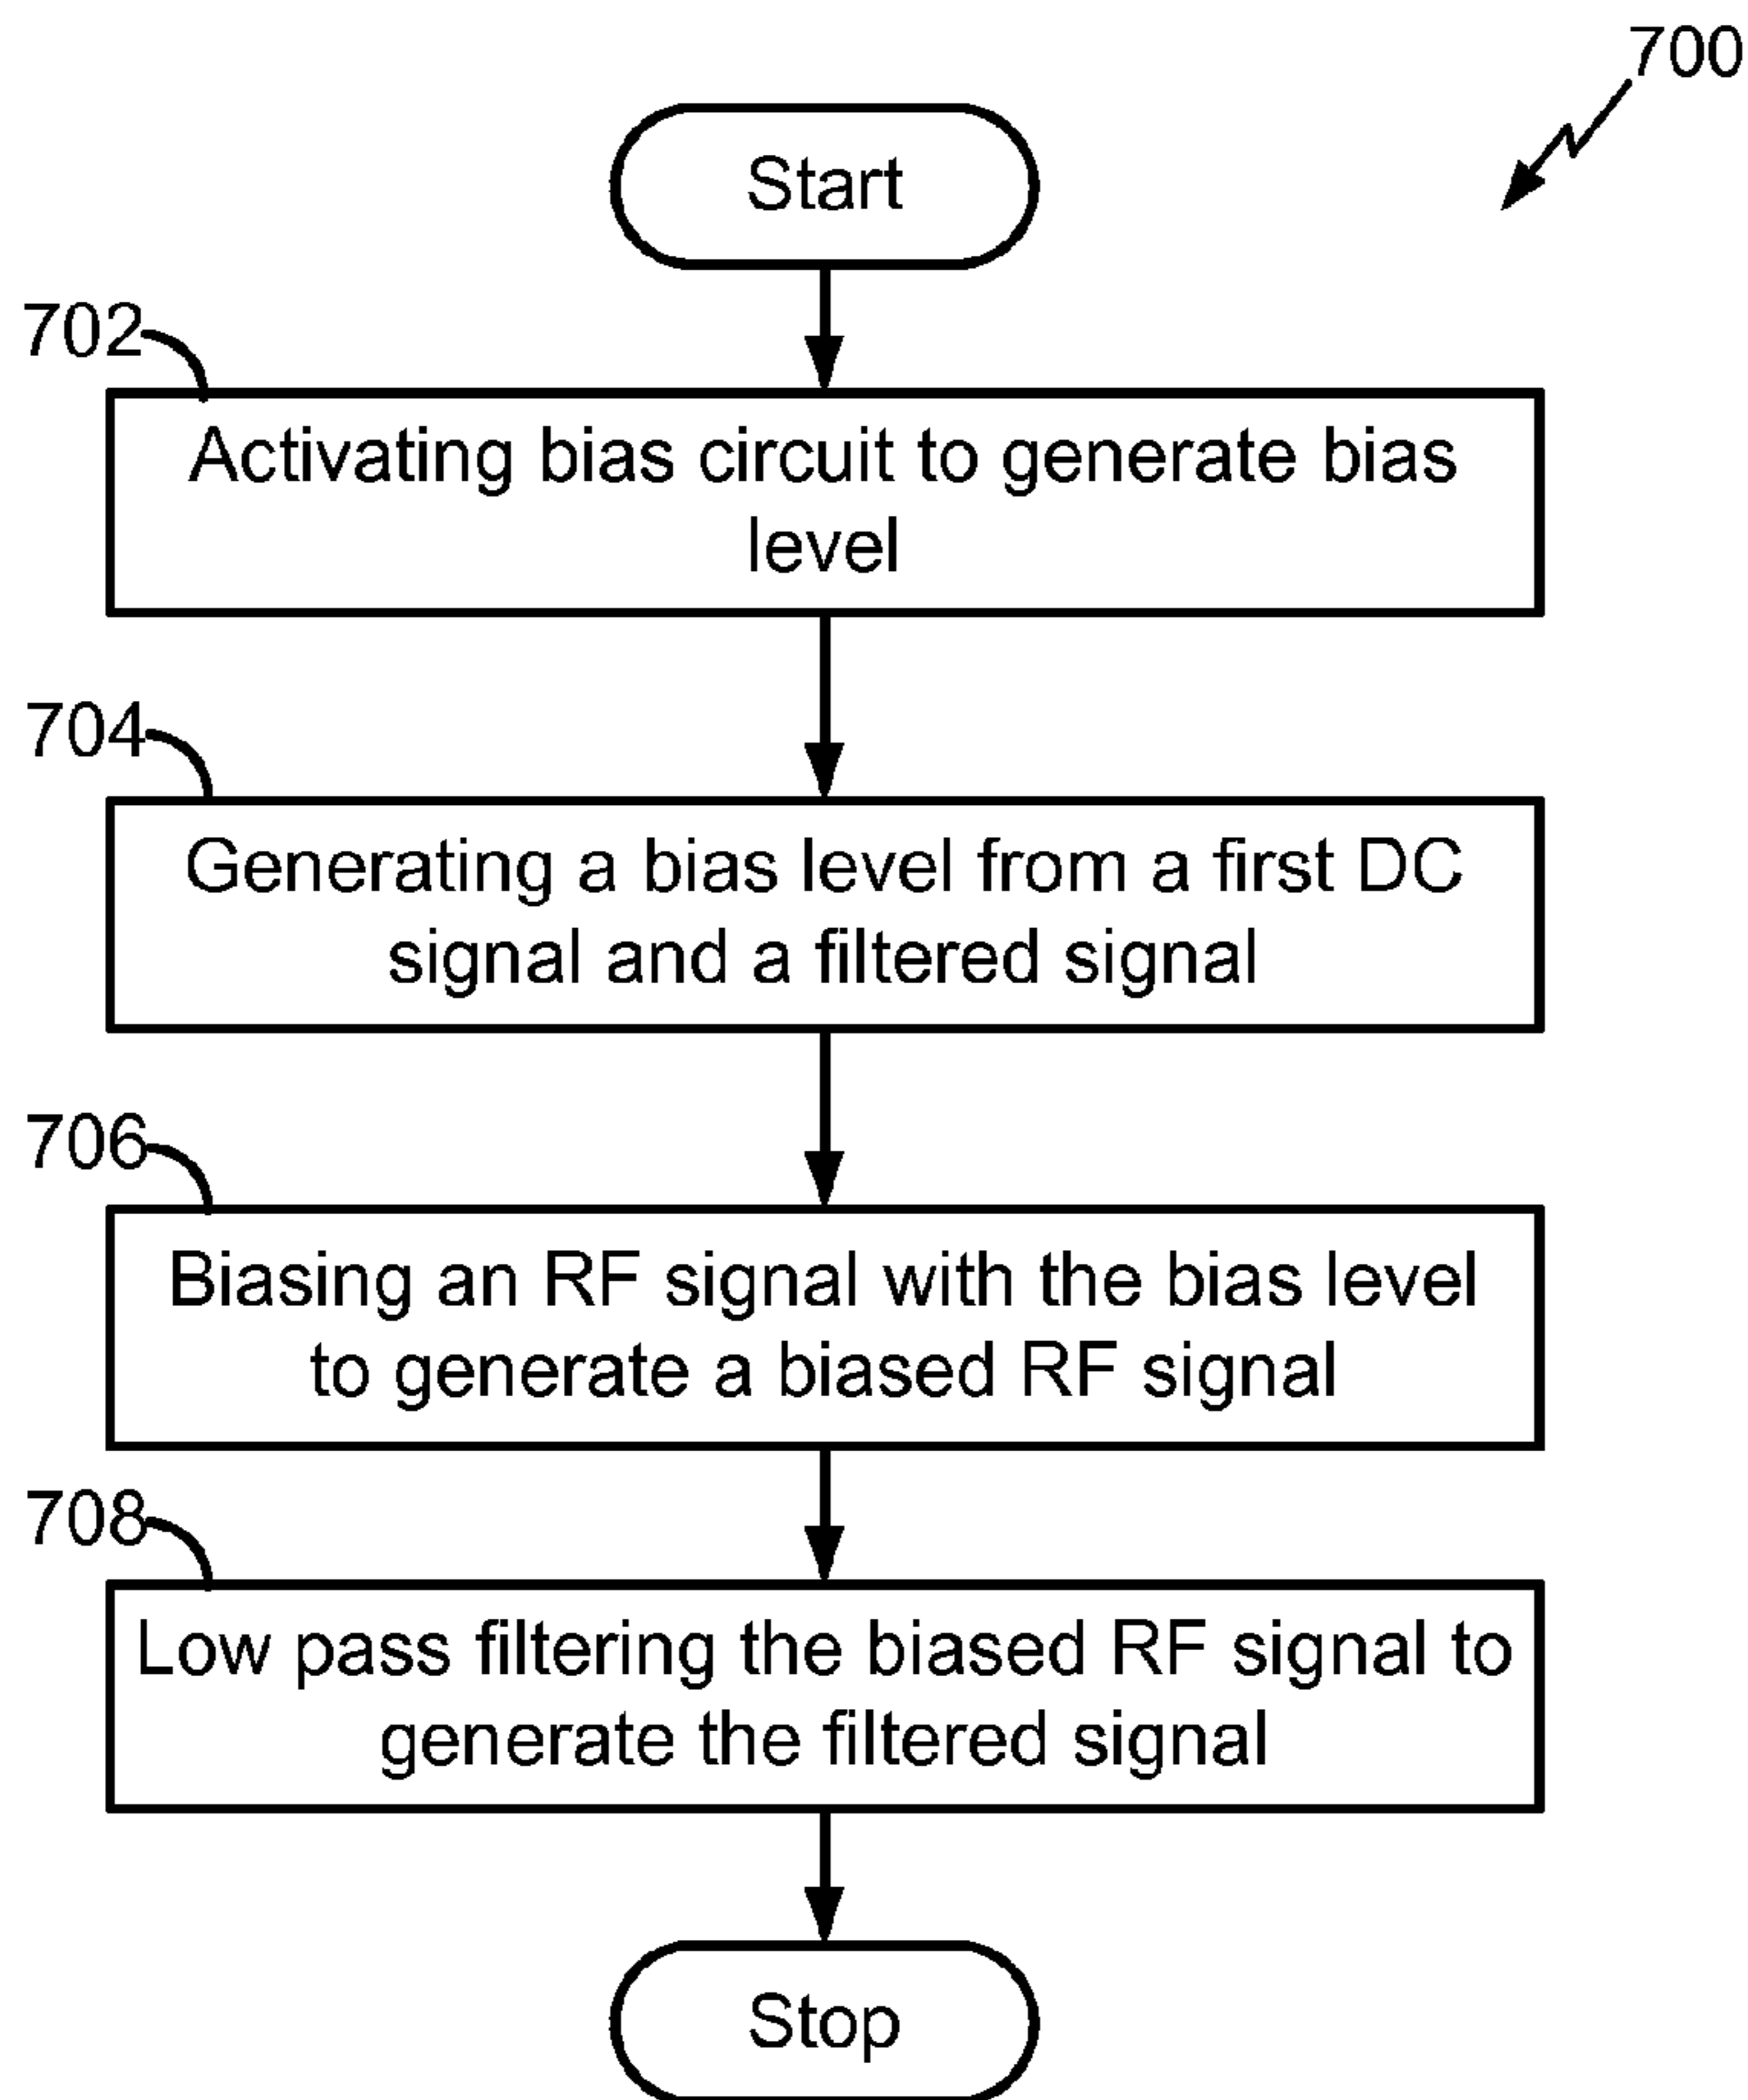 700
Start
702
Activating bias circuit to generate bias
level
704
Generating a bias level from a first DC
signal and a filtered signal
706
Biasing an RF signal with the bias level
to generate a biased RF signal
708
Low pass filtering the biased RF signal to
generate the filtered signal
Stop